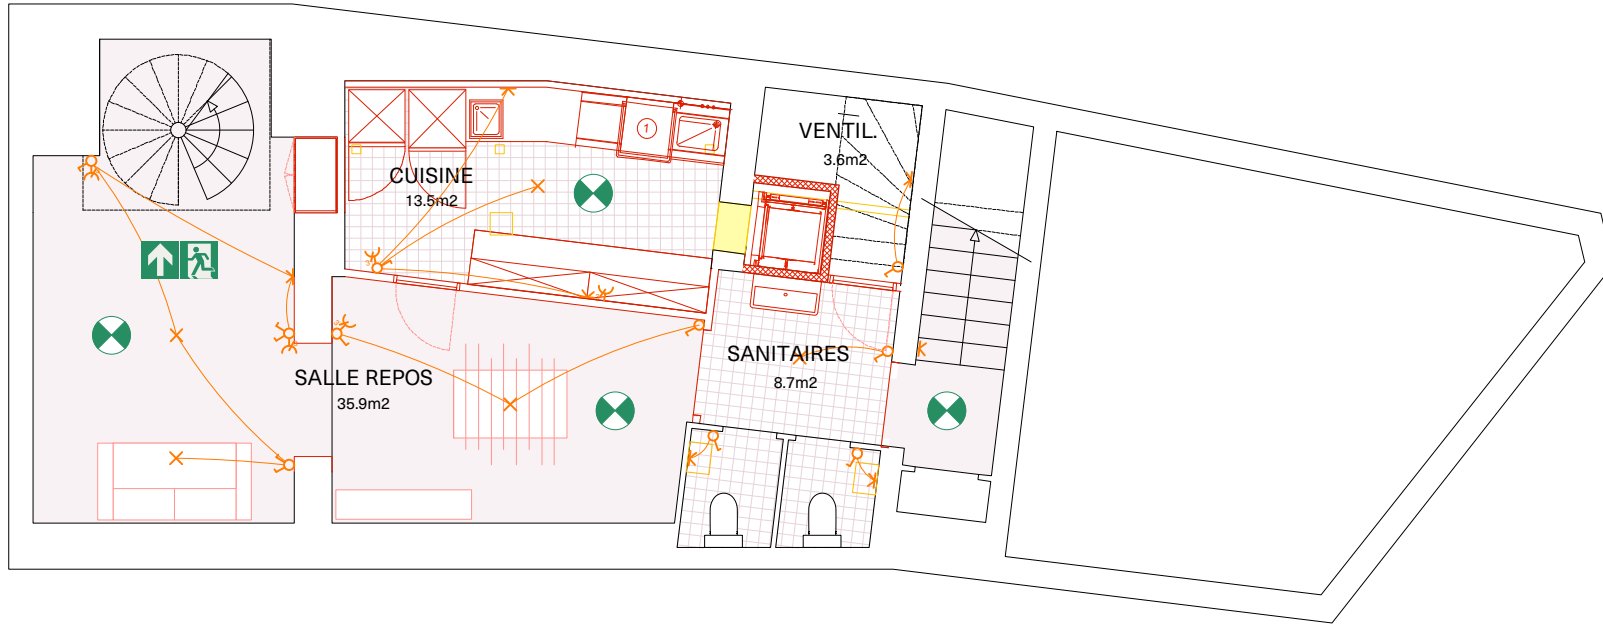 VENTIL.
3.6m2
CUISINE
13.5m2
1
SANITAIRES
8.7m2
SALLE REPOS
35.9m2